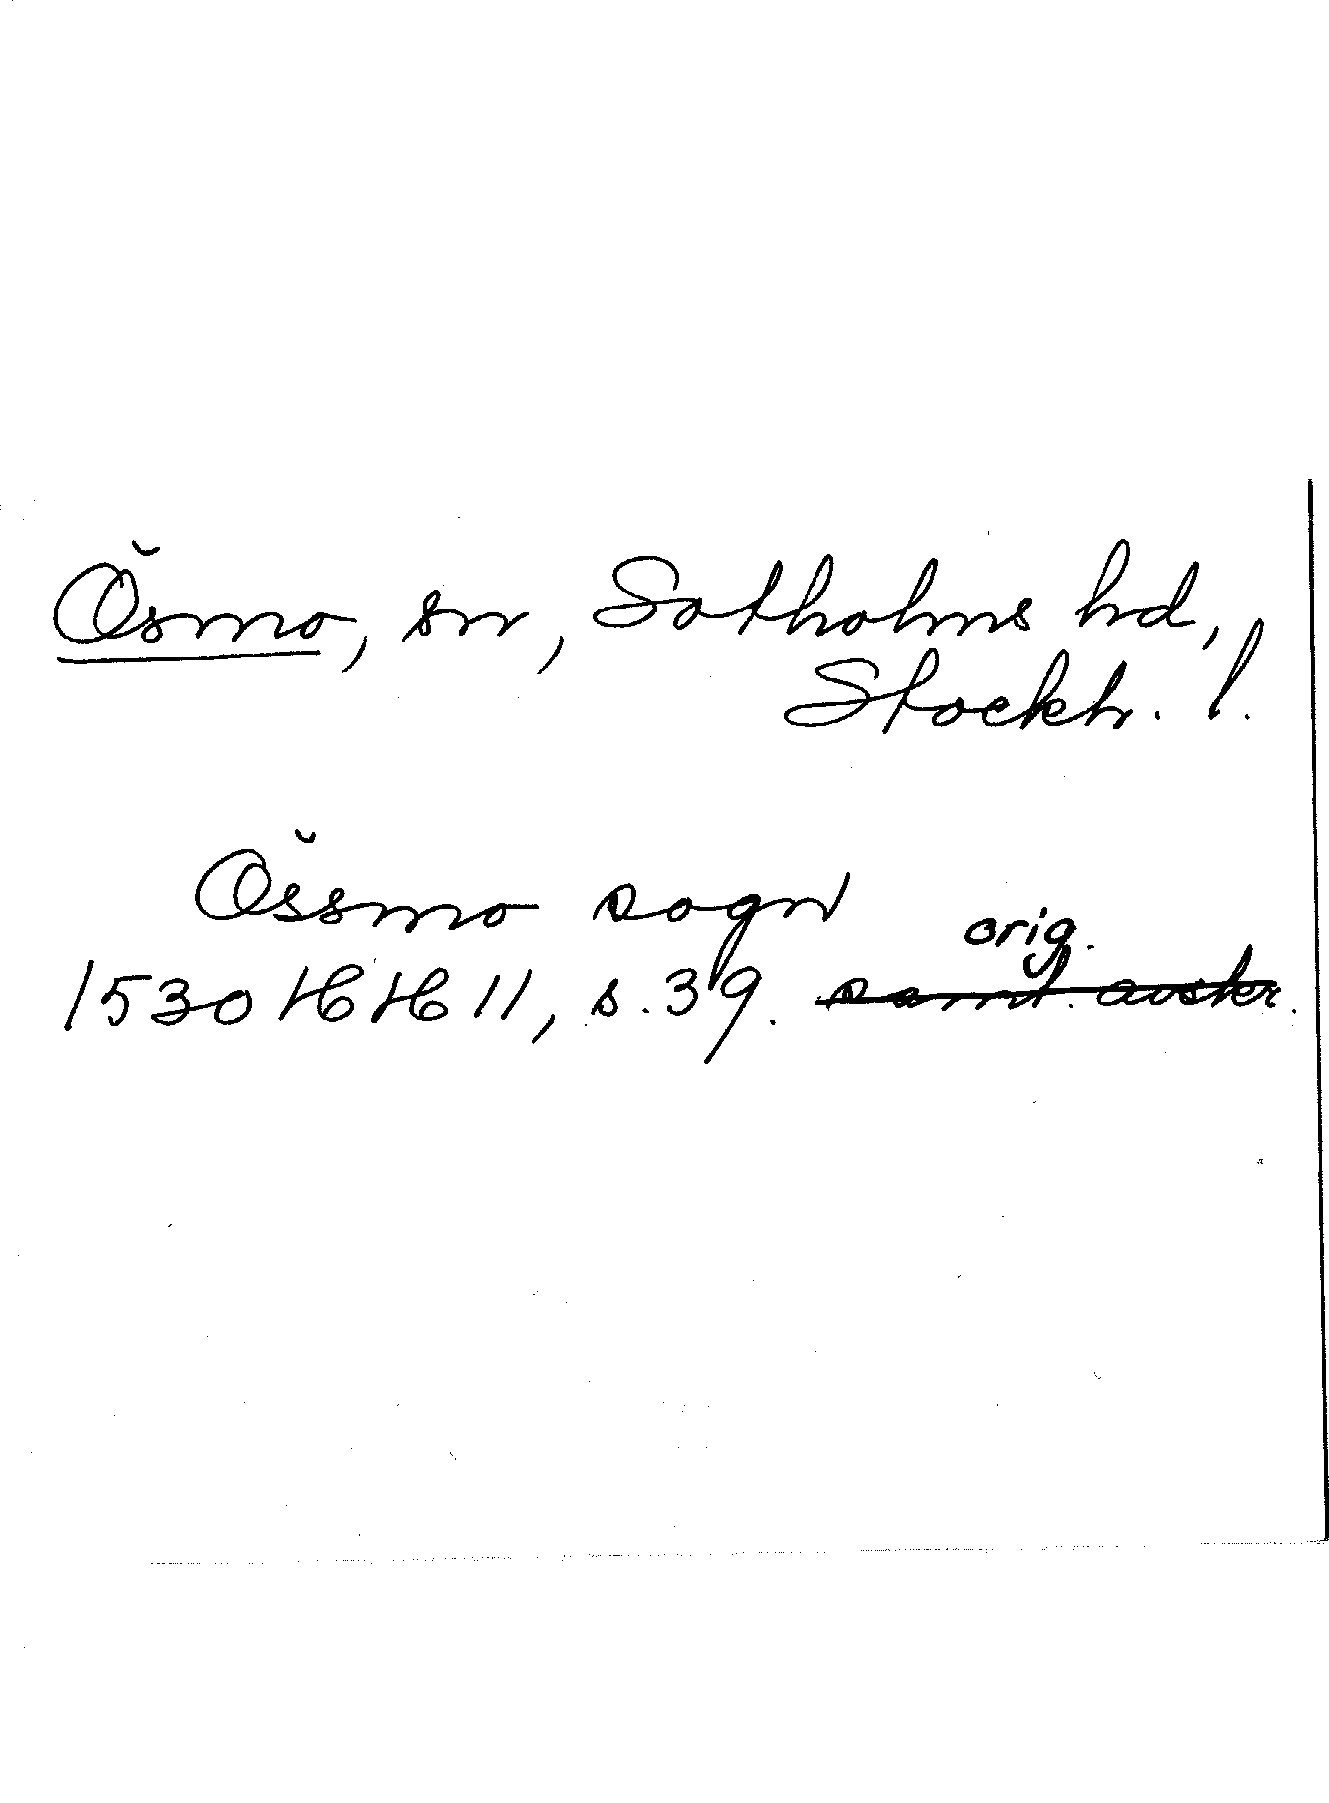 Ösmo, sn, Sotholms hd,
Stockh. l.
Össmo sogn
orig.
1530 HH 11, s. 39. samt. avskr.